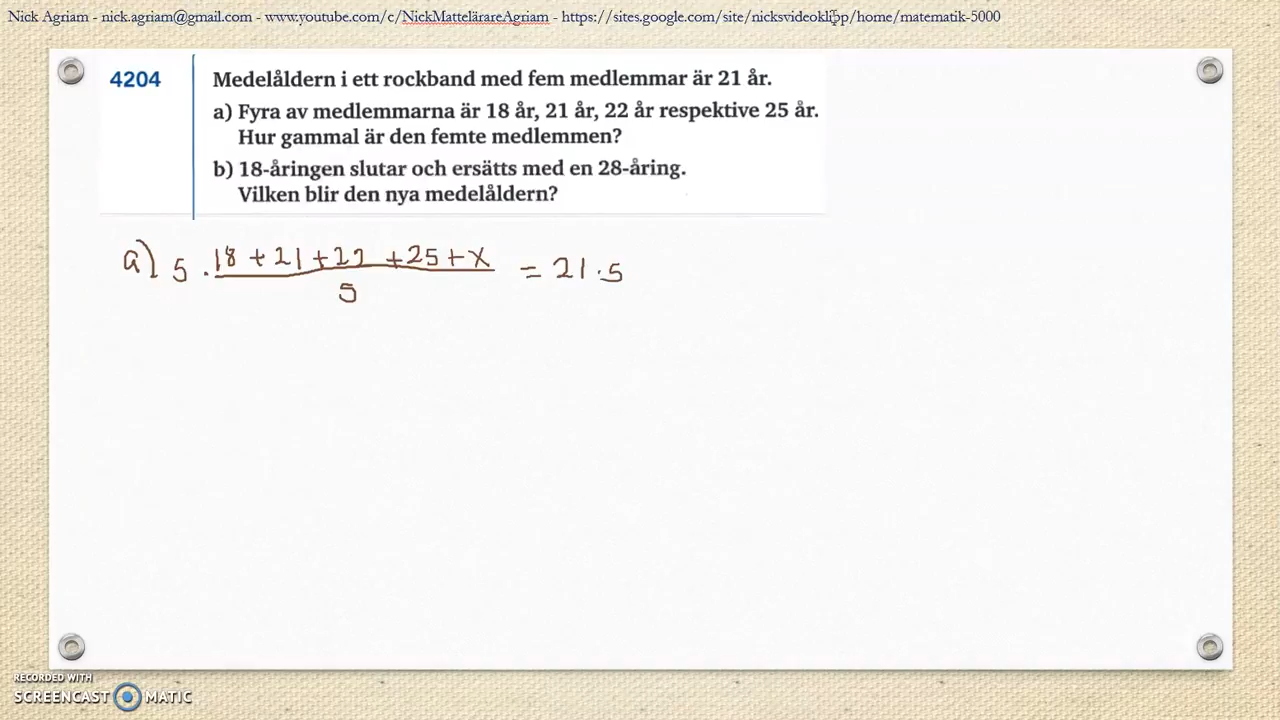 Nick Agriam - nick.agriam@gmail.com - www.youtube.com/c/NickMattelärareAgriam - https://sites.google.com/site/nicksvideoklipp/home/matematik-5000
4204 Medelåldern i ett rockband med fem medlemmar är 21 år.
a) Fyra av medlemmarna är 18 år, 21 år, 22 år respektive 25 år.
Hur gammal är den femte medlemmen?
b) 18-åringen slutar och ersätts med en 28-åring.
Vilken blir den nya medelåldern?
a) 5 · 18 + 21 + 22 + 25 + x = 21 · 5
5
RECORDED WITH
SCREENCAST MATIC